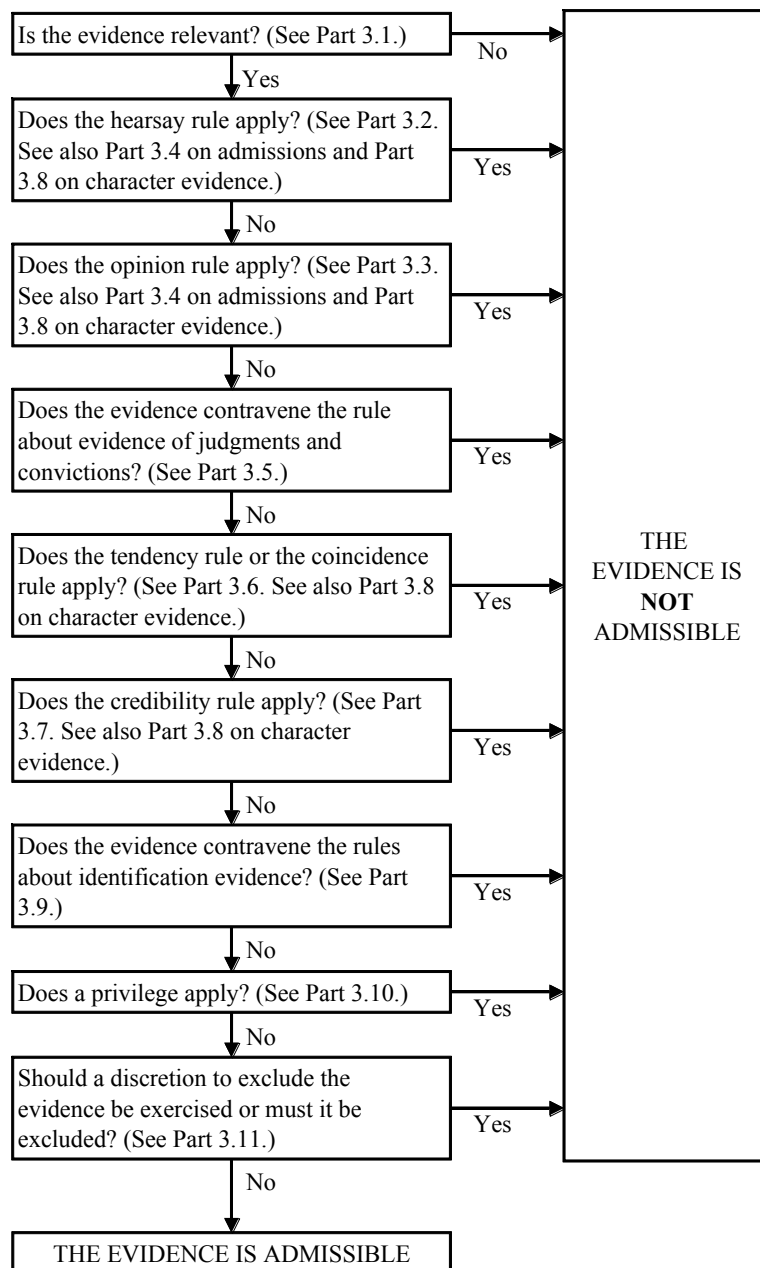 Is the evidence relevant? (See Part 3.1.)
No
Yes
Does the hearsay rule apply? (See Part 3.2.
See also Part 3.4 on admissions and Part
3.8 on character evidence.)
Yes
No
Does the opinion rule apply? (See Part 3.3.
See also Part 3.4 on admissions and Part
3.8 on character evidence.)
Yes
No
Does the evidence contravene the rule
about evidence of judgments and
convictions? (See Part 3.5.)
Yes
No
Does the tendency rule or the coincidence
rule apply? (See Part 3.6. See also Part 3.8
on character evidence.)
Yes
No
Does the credibility rule apply? (See Part
3.7. See also Part 3.8 on character
evidence.)
Yes
No
Does the evidence contravene the rules
about identification evidence? (See Part
3.9.)
Yes
No
Does a privilege apply? (See Part 3.10.)
Yes
No
Should a discretion to exclude the
evidence be exercised or must it be
excluded? (See Part 3.11.)
Yes
No
THE EVIDENCE IS ADMISSIBLE
THE
EVIDENCE IS
NOT
ADMISSIBLE